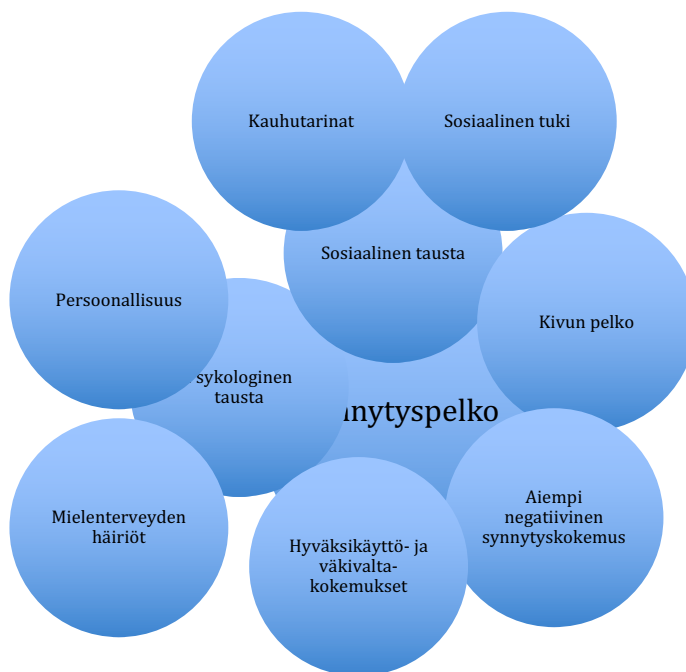 Kauhutarinat
Sosiaalinen tuki
Sosiaalinen tausta
Persoonallisuus
Kivun pelko
sykologinen
tausta
nnytyspelko
Mielenterveyden
häiriöt
Aiempi
negatiivinen
synnytyskokemus
Hyväksikäyttö- ja
väkivalta-
kokemukset